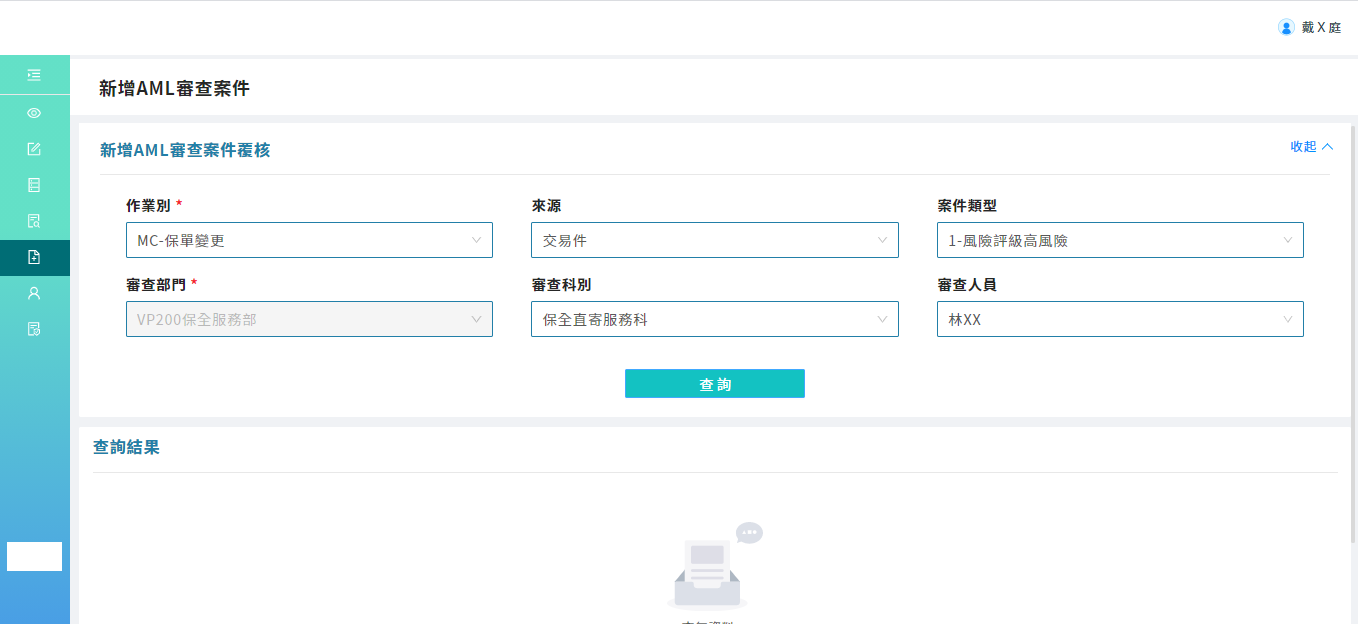 戴X庭
新增AML審查案件
新增AML審查案件覆核
收起
作業別 * 來源 案件類型
MC-保單變更 交易件 1-風險評級高風險
審查部門 * 審查科別 審查人員
VP200保全服務部 保全直寄服務科 林XX
查詢
查詢結果